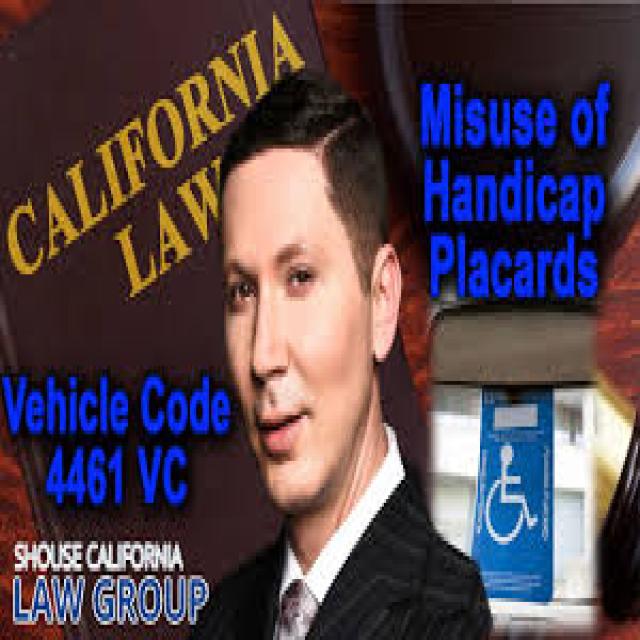 CALIFORNIA
LAW
Misuse of
Handicap
Placards
Vehicle Code
4461 VC
SHOUSE CALIFORNIA
LAW GROUP